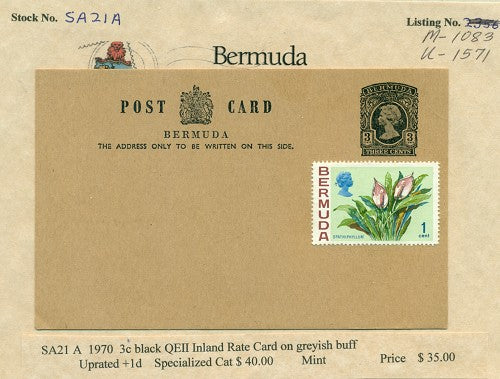 Stock No. SA21A
Listing No. 2356
M-1083
U-1571
Bermuda
POST CARD
BERMUDA
THE ADDRESS ONLY TO BE WRITTEN ON THIS SIDE.
BERMUDA
3 3
THREE CENTS
BERMUDA
SPATHIPHYLLUM
1
cent
SA21 A 1970 3c black QEII Inland Rate Card on greyish buff
Uprated +1d Specialized Cat $ 40.00 Mint Price $ 35.00